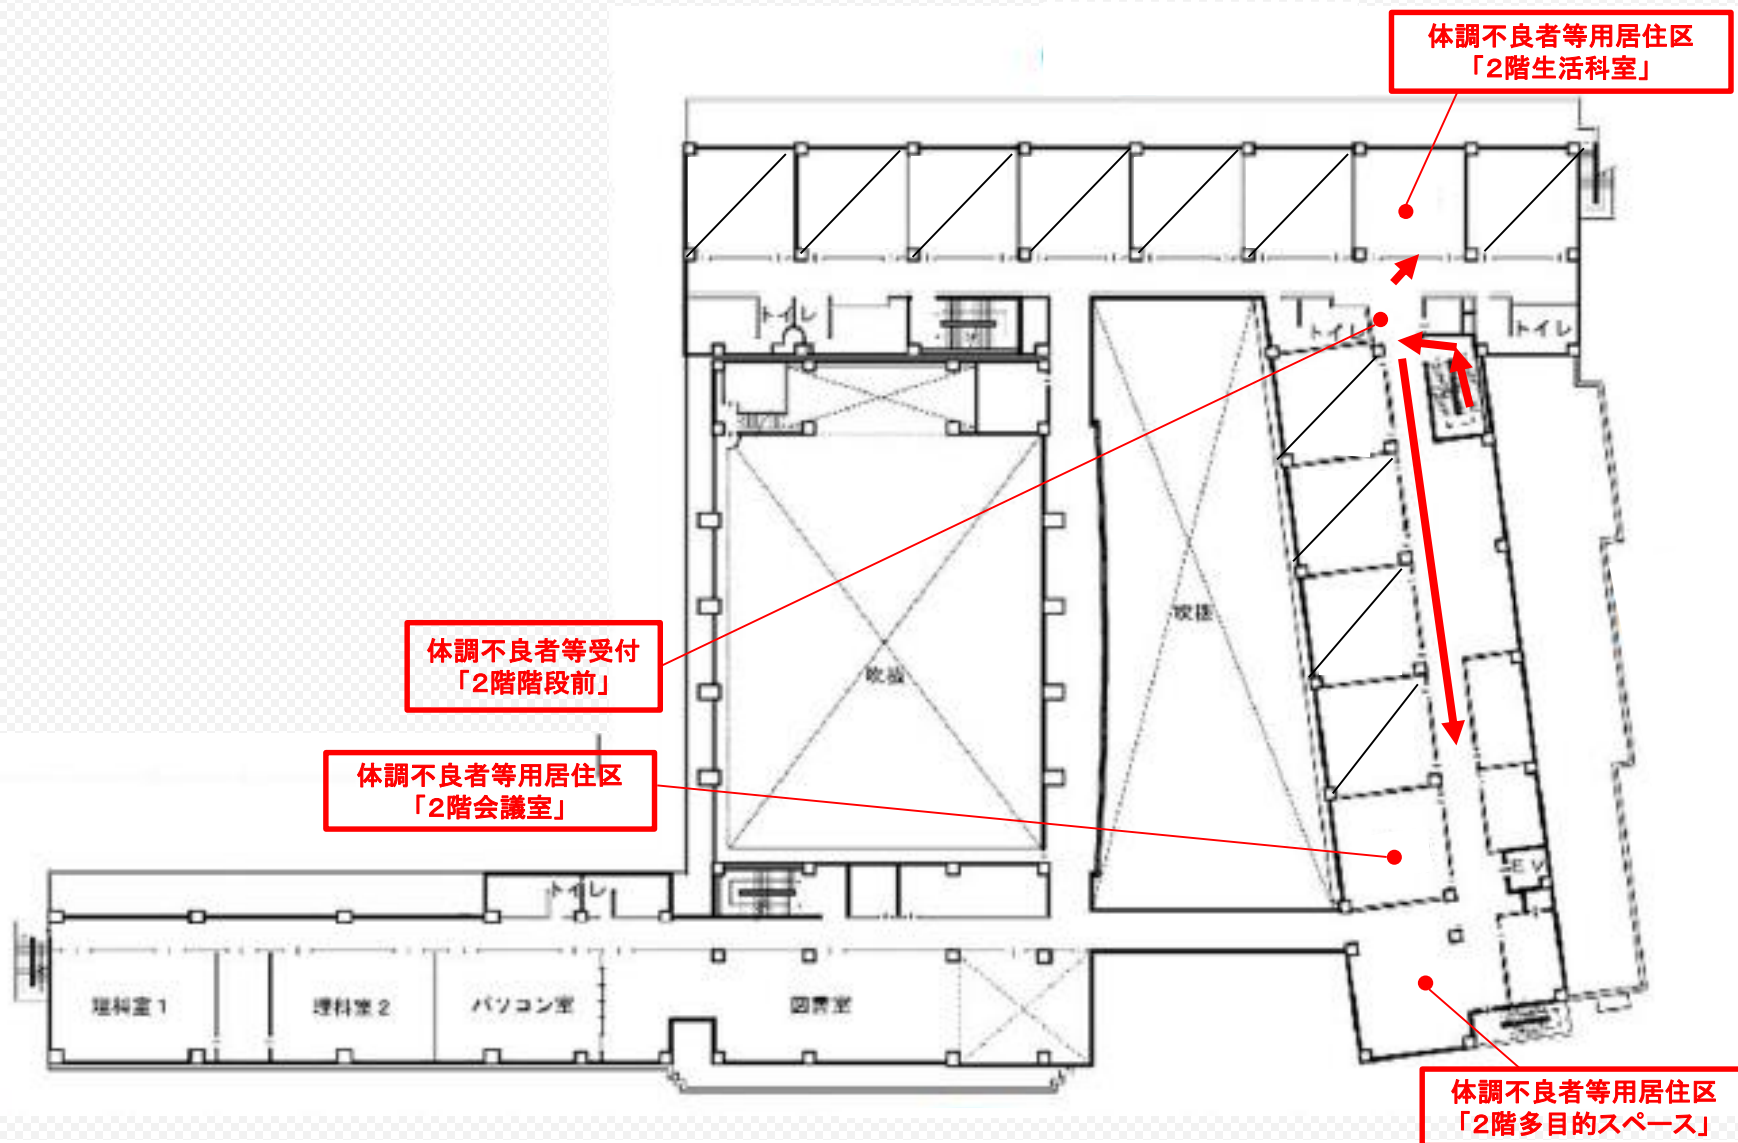 体調不良者等用居住区
「2階生活科室」
トイレ
トイレ
トイレ
吹抜
体調不良者等受付
「2階階段前」
吹抜
体調不良者等用居住区
「2階会議室」
EV
トイレ
理科室1
理科室2
パソコン室
図書室
体調不良者等用居住区
「2階多目的スペース」